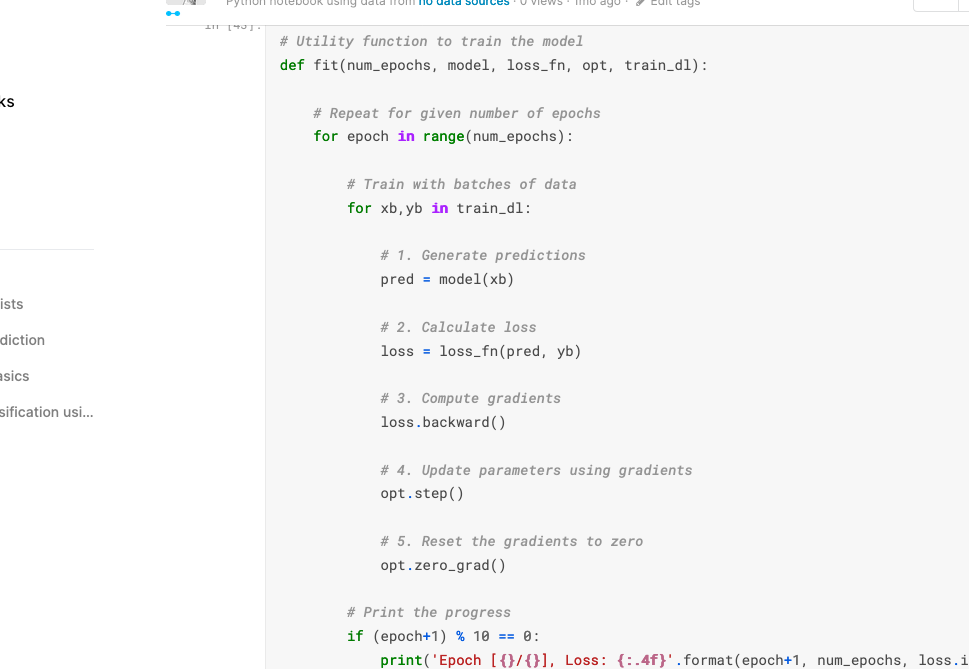 Python notebook using data from no data sources · 0 views · 1mo ago · Edit tags
In [43]:
# Utility function to train the model
def fit(num_epochs, model, loss_fn, opt, train_dl):
# Repeat for given number of epochs
ks
for epoch in range(num_epochs):
# Train with batches of data
for xb,yb in train_dl:
# 1. Generate predictions
pred = model(xb)
ists
# 2. Calculate loss
diction
loss = loss_fn(pred, yb)
asics
# 3. Compute gradients
sification usi...
loss.backward()
# 4. Update parameters using gradients
opt.step()
# 5. Reset the gradients to zero
opt.zero_grad()
# Print the progress
if (epoch+1) % 10 == 0:
print('Epoch [{}/{}], Loss: {:.4f}'.format(epoch+1, num_epochs, loss.i